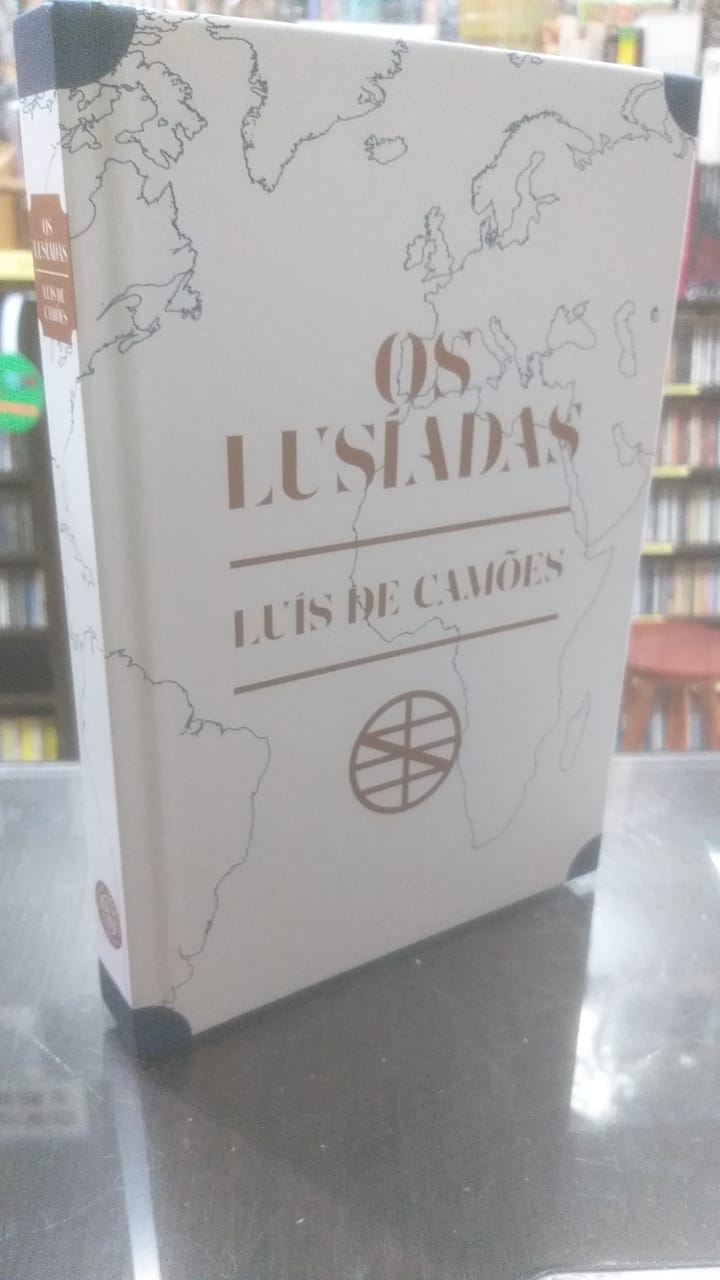 OS
LUSÍADAS
LUÍS DE CAMÕES
OS
LUSÍADAS
LUÍS DE
CAMÕES